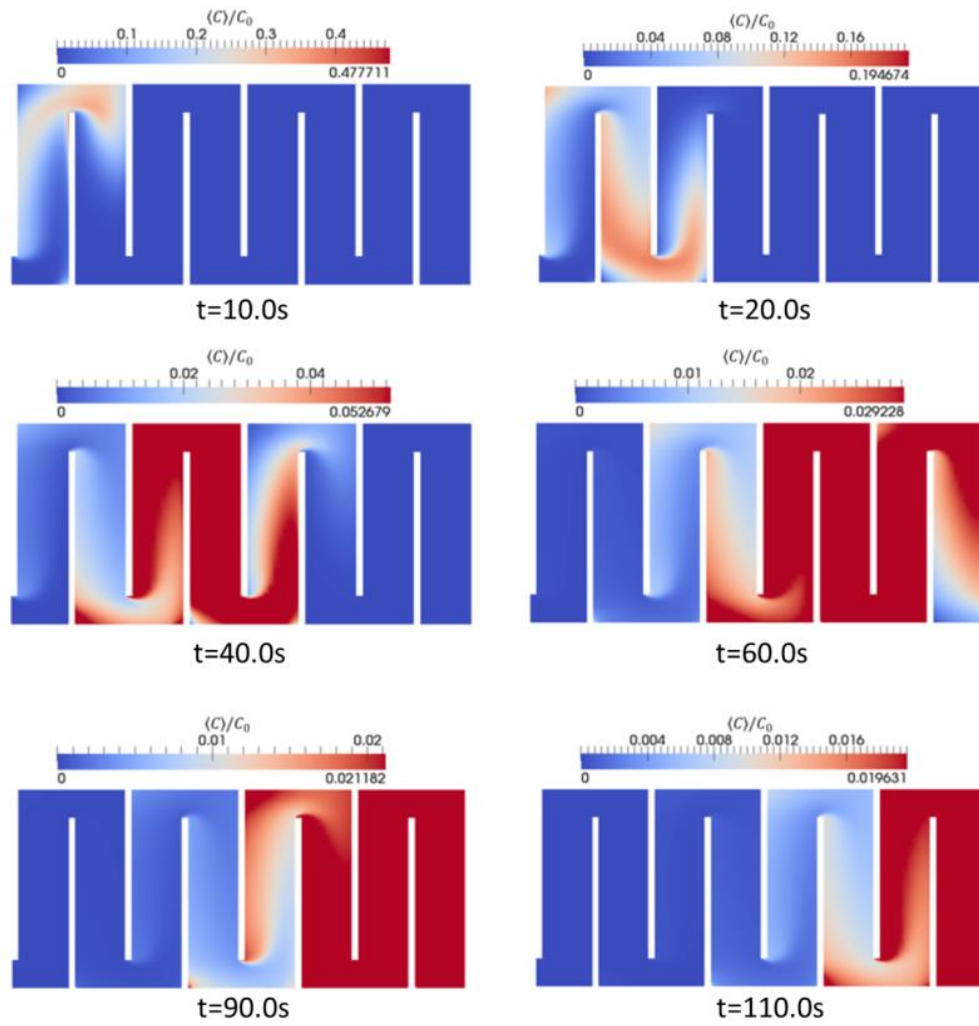 ⟨C⟩/C₀
0.1 0.2 0.3 0.4
0 0.477711
t=10.0s
⟨C⟩/C₀
0.04 0.08 0.12 0.16
0 0.194674
t=20.0s
⟨C⟩/C₀
0.02 0.04
0 0.052679
t=40.0s
⟨C⟩/C₀
0.01 0.02
0 0.029228
t=60.0s
⟨C⟩/C₀
0.01 0.02
0 0.021182
t=90.0s
⟨C⟩/C₀
0.004 0.008 0.012 0.016
0 0.019631
t=110.0s